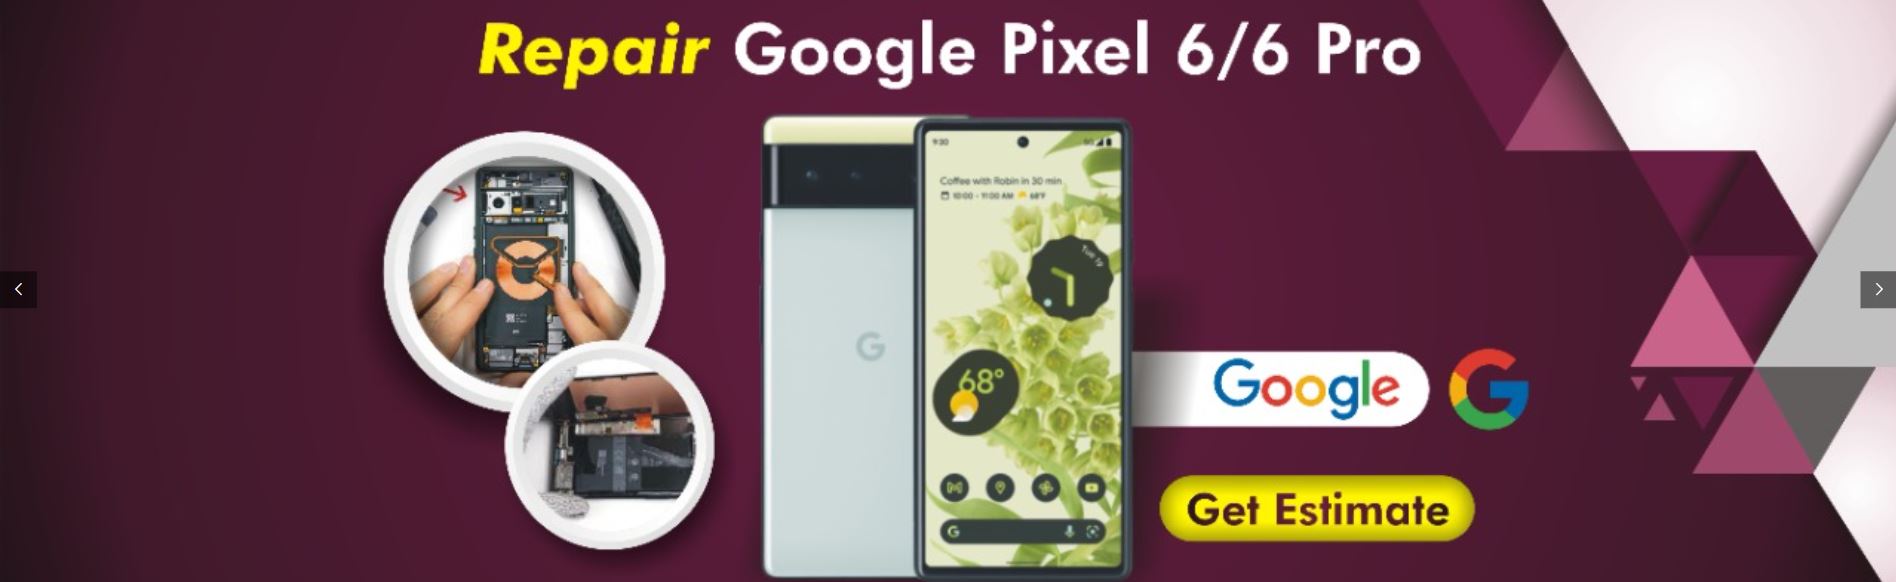 Repair Google Pixel 6/6 Pro
9:30
Coffee with Robin in 30 min
10:00 - 11:00 AM 68°F
Tue 19
68°
G
Google
G
Get Estimate